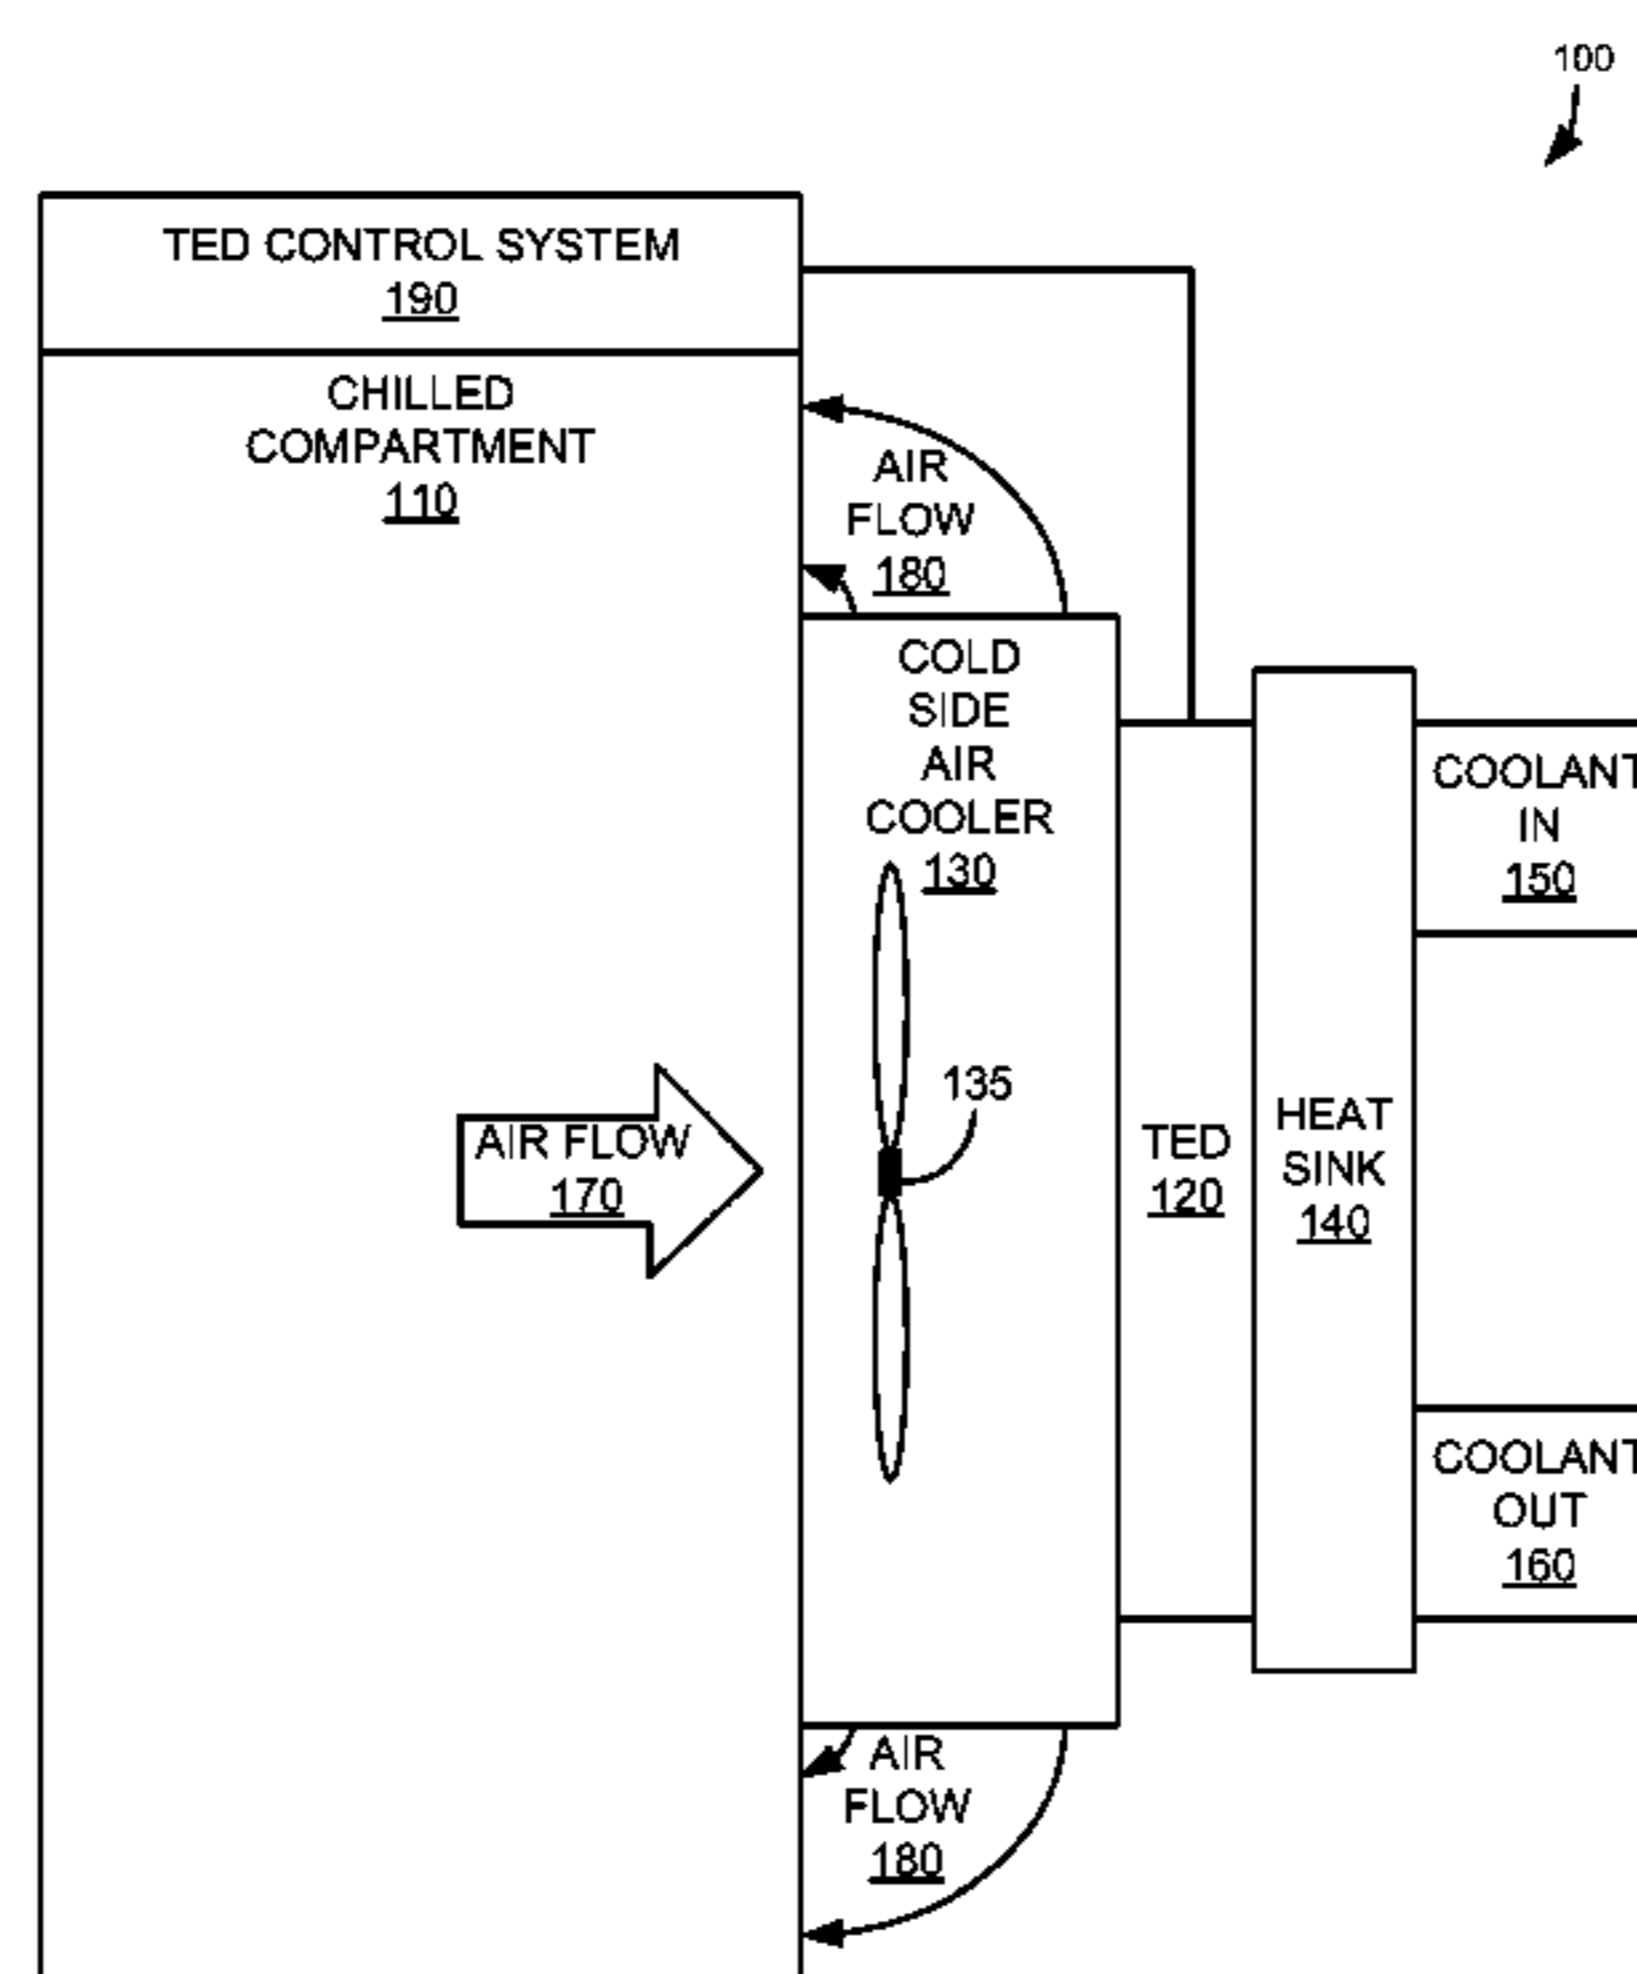 100
TED CONTROL SYSTEM
190
CHILLED
COMPARTMENT
110
AIR
FLOW
180
COLD
SIDE
AIR
COOLER
130
COOLANT
IN
150
135
AIR FLOW
170
TED
120
HEAT
SINK
140
COOLANT
OUT
160
AIR
FLOW
180